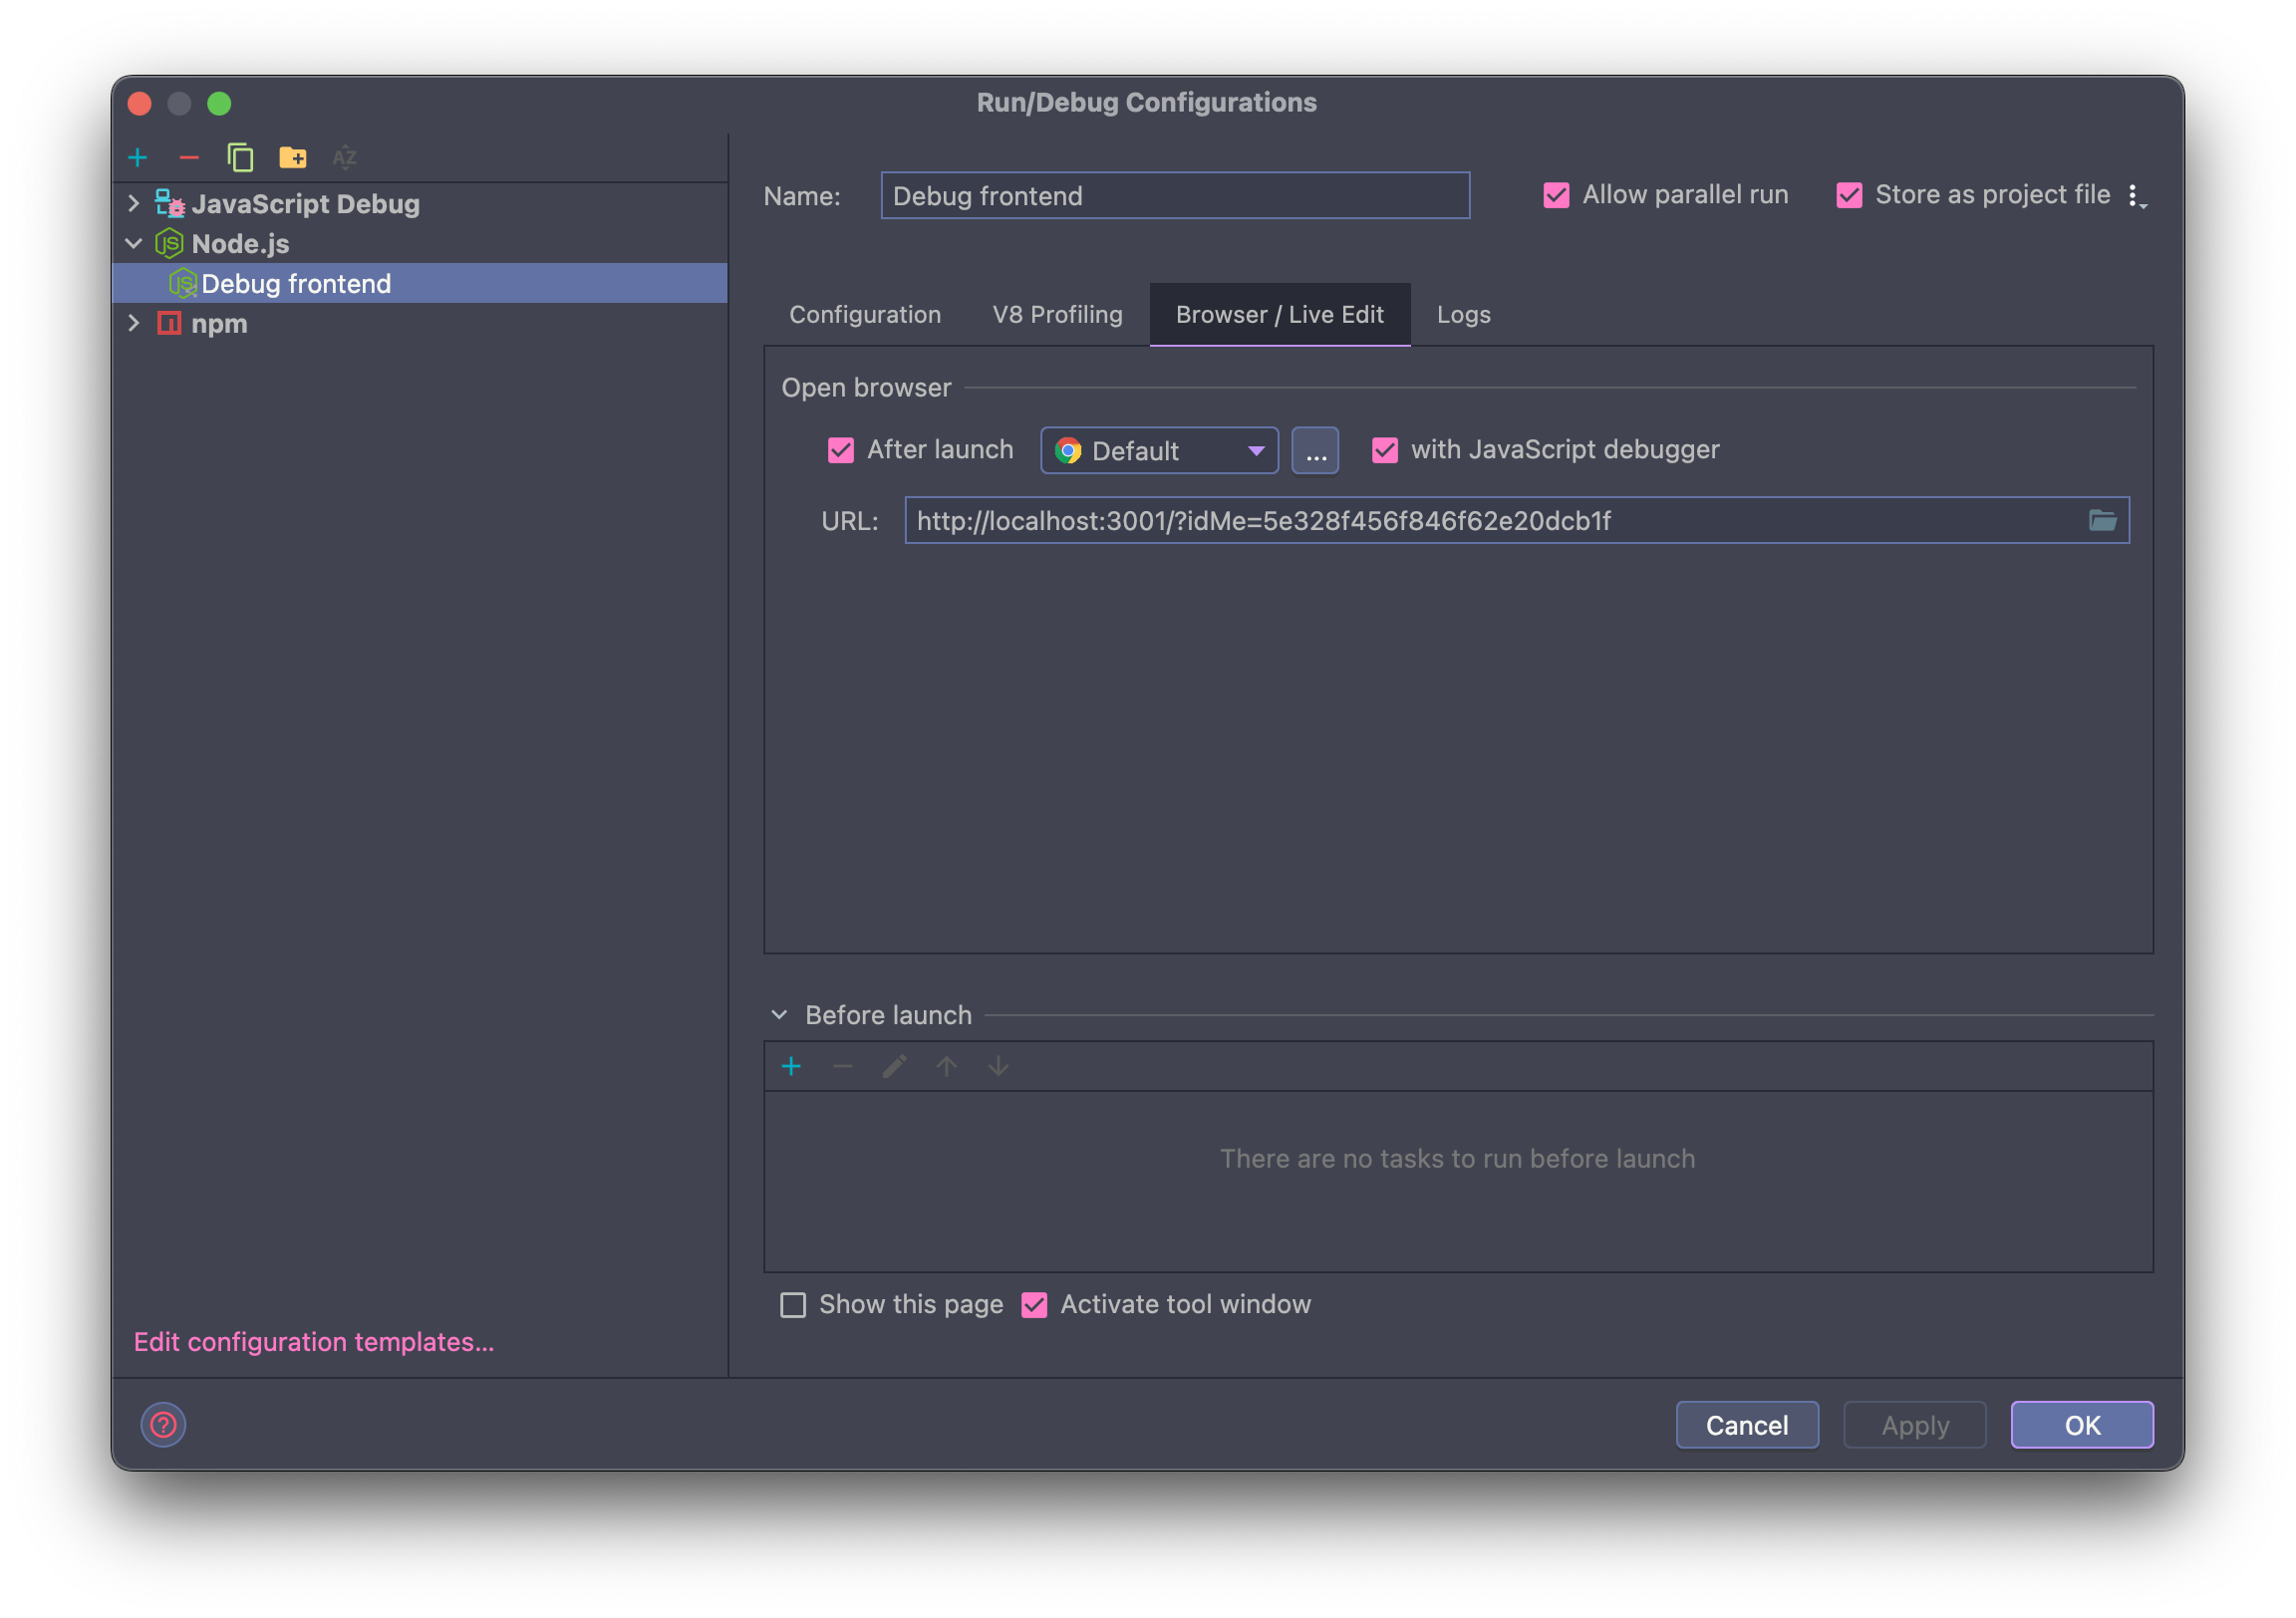 Run/Debug Configurations
JavaScript Debug
Node.js
Debug frontend
npm
Edit configuration templates...
Name: Debug frontend
Allow parallel run
Store as project file
Configuration
V8 Profiling
Browser / Live Edit
Logs
Open browser
After launch
Default
...
with JavaScript debugger
URL: http://localhost:3001/?idMe=5e328f456f846f62e20dcb1f
Before launch
There are no tasks to run before launch
Show this page
Activate tool window
?
Cancel
Apply
OK